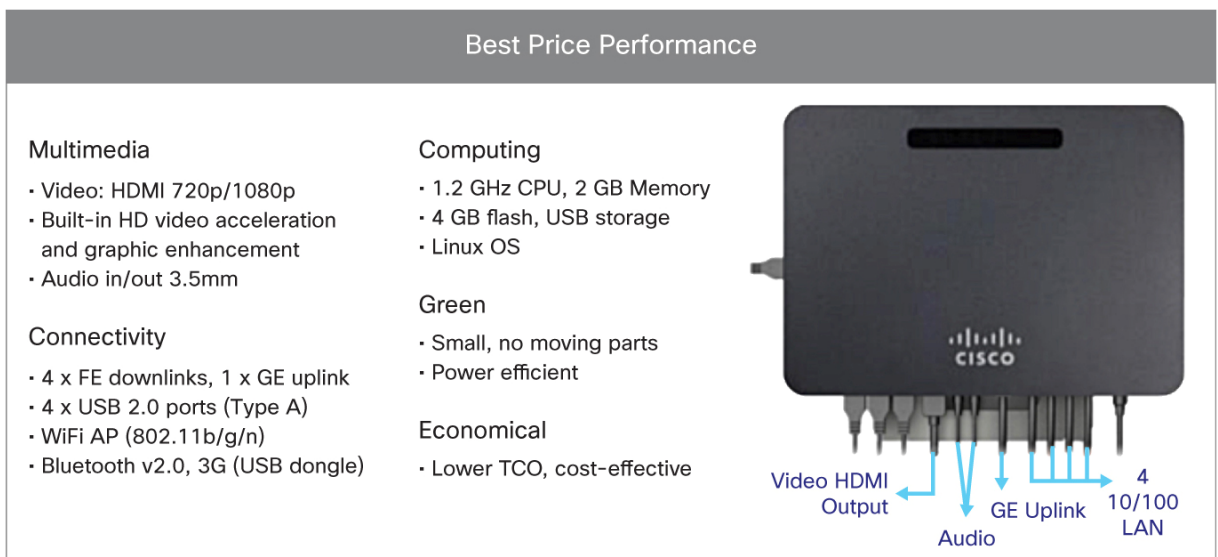 Best Price Performance
Multimedia
· Video: HDMI 720p/1080p
· Built-in HD video acceleration
and graphic enhancement
· Audio in/out 3.5mm
Connectivity
· 4 x FE downlinks, 1 x GE uplink
· 4 x USB 2.0 ports (Type A)
· WiFi AP (802.11b/g/n)
· Bluetooth v2.0, 3G (USB dongle)
Computing
· 1.2 GHz CPU, 2 GB Memory
· 4 GB flash, USB storage
· Linux OS
Green
· Small, no moving parts
· Power efficient
Economical
· Lower TCO, cost-effective
CISCO
Video HDMI
Output
Audio
GE Uplink
4
10/100
LAN